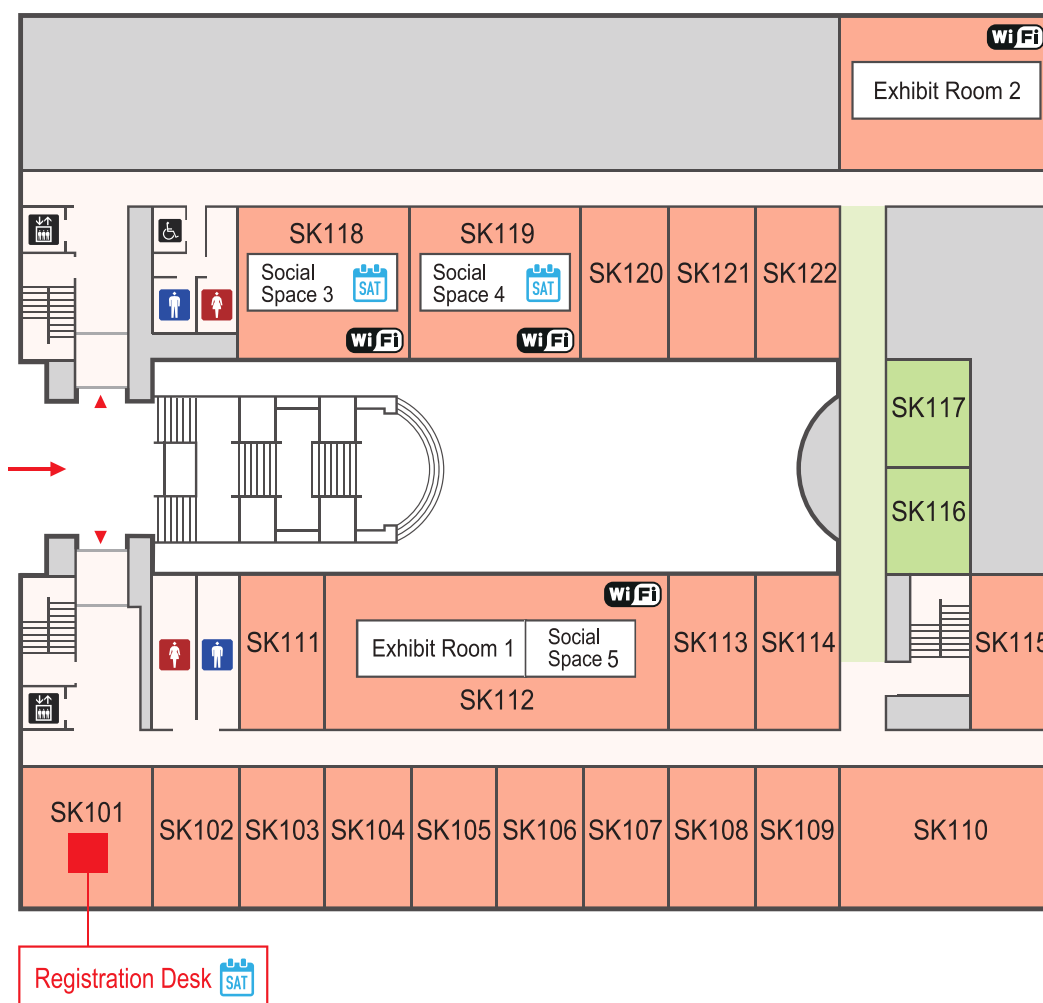 WiFi
Exhibit Room 2
SK118
SK119
SK120
SK121
SK122
Social
Space 3
SAT
Social
Space 4
SAT
WiFi
WiFi
SK117
SK116
WiFi
SK111
Exhibit Room 1
Social
Space 5
SK112
SK113
SK114
SK115
SK101
SK102
SK103
SK104
SK105
SK106
SK107
SK108
SK109
SK110
Registration Desk
SAT